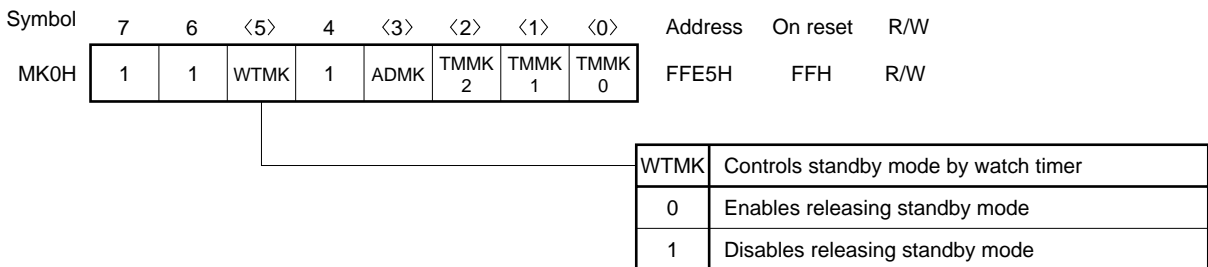 Symbol 7 6 〈5〉 4 〈3〉 〈2〉 〈1〉 〈0〉 Address On reset R/W
MK0H 1 1 WTMK 1 ADMK TMMK 2 TMMK 1 TMMK 0 FFE5H FFH R/W
WTMK Controls standby mode by watch timer
0 Enables releasing standby mode
1 Disables releasing standby mode